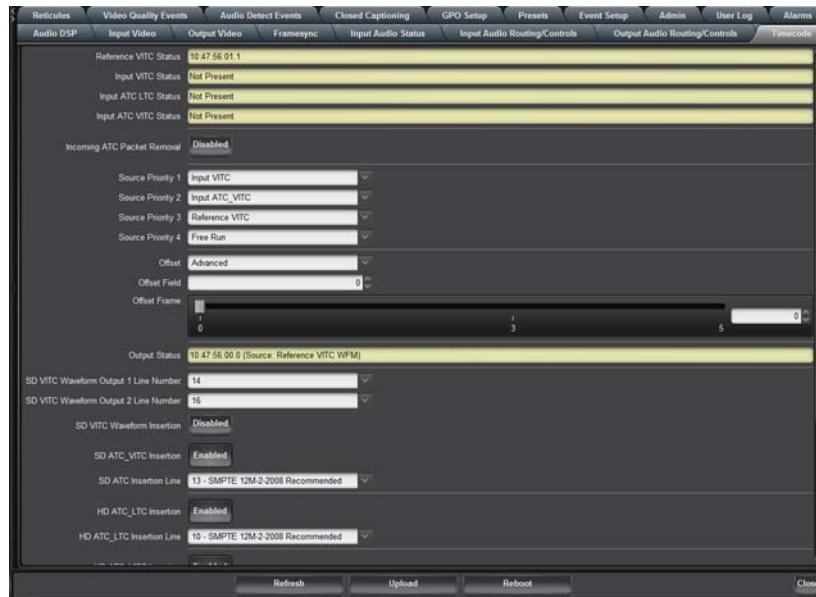 Reticules Video Quality Events Audio Detect Events Closed Captioning GPO Setup Presets Event Setup Admin User Log Alarms
Audio DSP Input Video Output Video Framesync Input Audio Status Input Audio Routing/Controls Output Audio Routing/Controls Timecode
Reference VITC Status 10:47:56:01.1
Input VITC Status Not Present
Input ATC LTC Status Not Present
Input ATC VITC Status Not Present
Incoming ATC Packet Removal Disabled
Source Priority 1 Input VITC
Source Priority 2 Input ATC_VITC
Source Priority 3 Reference VITC
Source Priority 4 Free Run
Offset Advanced
Offset Field 0
Offset Frame
0 3 5 0
Output Status 10:47:56:00.0 (Source: Reference VITC WFM)
SD VITC Waveform Output 1 Line Number 14
SD VITC Waveform Output 2 Line Number 16
SD VITC Waveform Insertion Disabled
SD ATC_VITC Insertion Enabled
SD ATC Insertion Line 13 - SMPTE 12M-2-2008 Recommended
HD ATC_LTC Insertion Enabled
HD ATC_LTC Insertion Line 10 - SMPTE 12M-2-2008 Recommended
Refresh Upload Reboot Clos